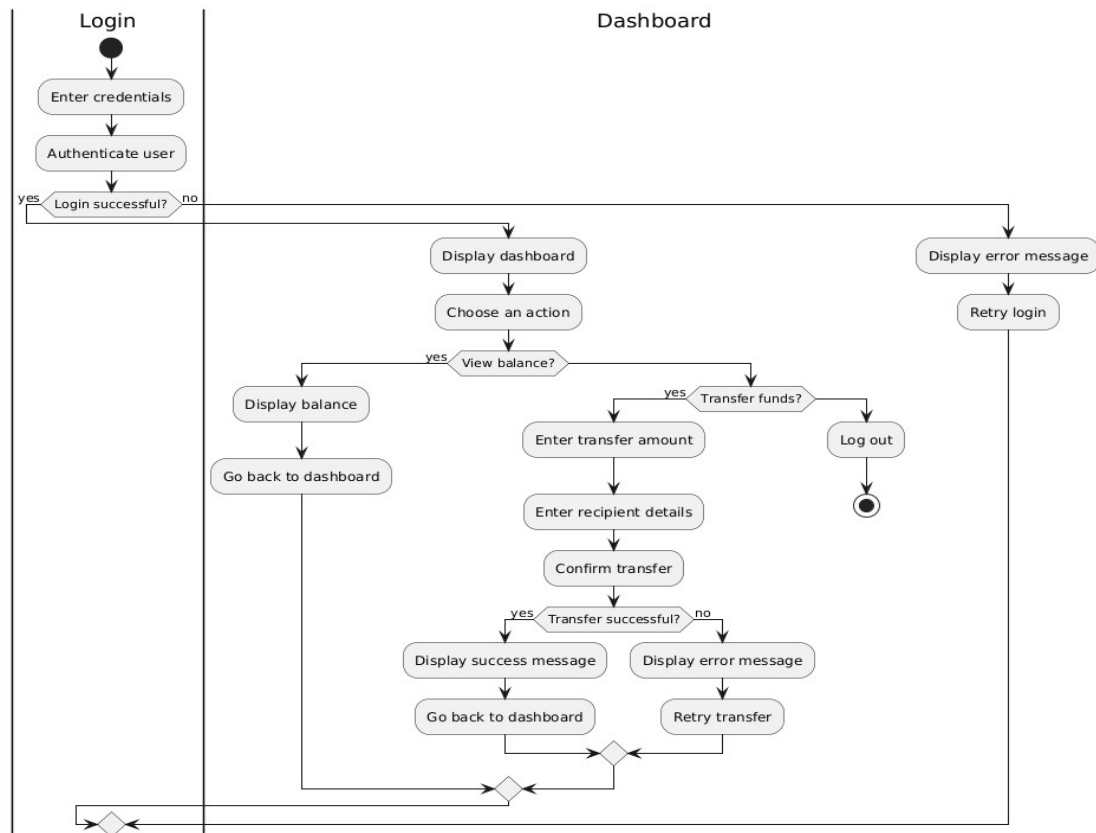 Login
Dashboard
Enter credentials
Authenticate user
yes
Login successful?
no
Display dashboard
Display error message
Choose an action
Retry login
yes
View balance?
Display balance
yes
Transfer funds?
Enter transfer amount
Log out
Go back to dashboard
Enter recipient details
Confirm transfer
yes
Transfer successful?
no
Display success message
Display error message
Go back to dashboard
Retry transfer